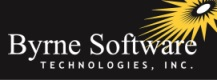 Byrne Software
TECHNOLOGIES, INC.